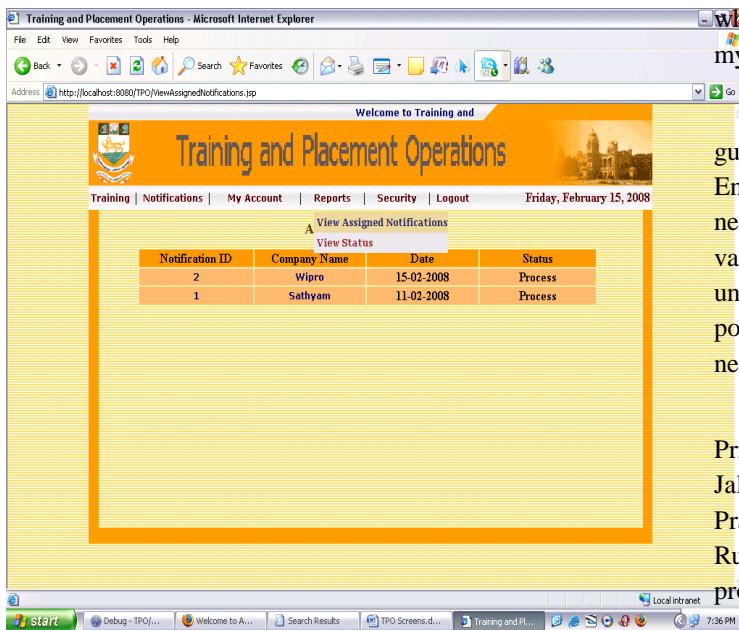 Training and Placement Operations - Microsoft Internet Explorer
File Edit View Favorites Tools Help
Back Search Favorites
Address http://localhost:8080/TPO/ViewAssignedNotifications.jsp Go
Welcome to Training and
Training and Placement Operations
Training | Notifications | My Account | Reports | Security | Logout Friday, February 15, 2008
A
View Assigned Notifications
View Status
Notification ID Company Name Date Status
2 Wipro 15-02-2008 Process
1 Sathyam 11-02-2008 Process
Local intranet
start Debug - TPO/... Welcome to A... Search Results TPO Screens.d... Training and Pl... 7:36 PM
my
gu
En
ne
va
un
po
ne
Pr
Jal
Pra
Ru
pro